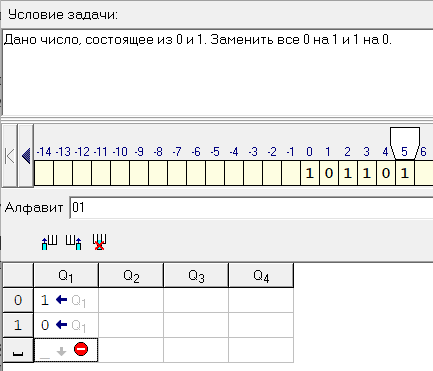 Условие задачи:
Дано число, состоящее из 0 и 1. Заменить все 0 на 1 и 1 на 0.
-14 -13 -12 -11 -10 -9 -8 -7 -6 -5 -4 -3 -2 -1 0 1 2 3 4 5 6
1 0 1 1 0 1
Алфавит 01
Q1 Q2 Q3 Q4
0 1 Q1
1 0 Q1